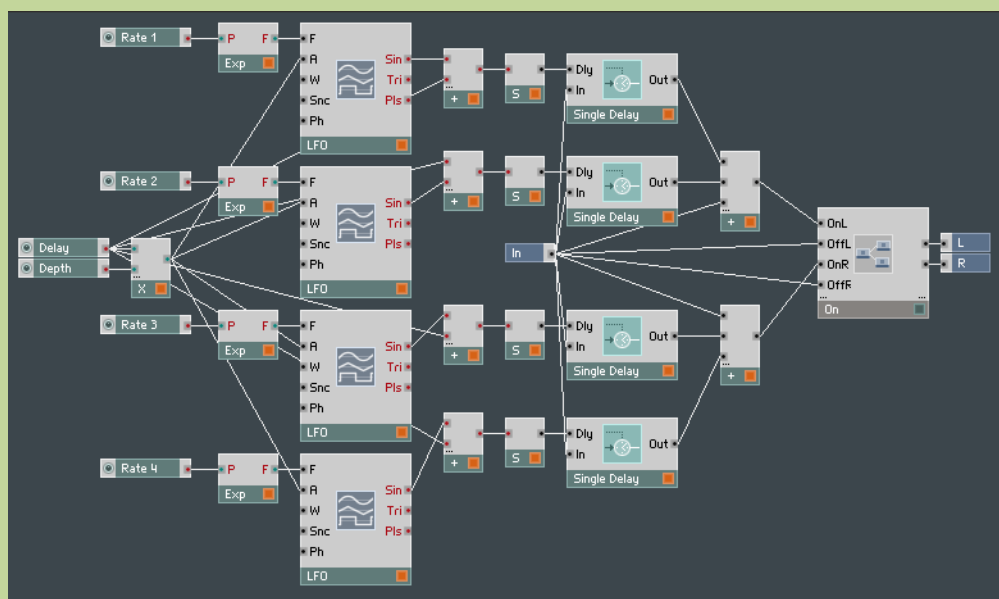 Rate 1
P F
Exp
F
A
W
Snc
Ph
Sin
Tri
Pls
LFO
...
+
S
Dly
In
Out
Single Delay
Rate 2
P F
Exp
F
A
W
Snc
Ph
Sin
Tri
Pls
LFO
...
+
S
Dly
In
Out
Single Delay
...
+
Delay
Depth
...
X
In
OnL
OffL
OnR
OffR
... ...
On
L
R
Rate 3
P F
Exp
F
A
W
Snc
Ph
Sin
Tri
Pls
LFO
...
+
S
Dly
In
Out
Single Delay
...
+
Rate 4
P F
Exp
F
A
W
Snc
Ph
Sin
Tri
Pls
LFO
...
+
S
Dly
In
Out
Single Delay